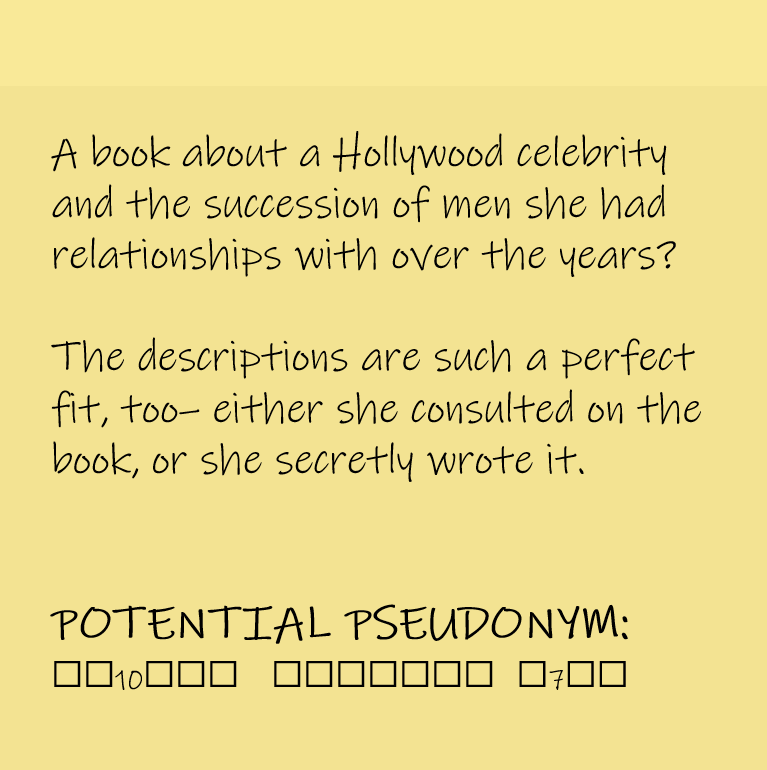 A book about a Hollywood celebrity
and the succession of men she had
relationships with over the years?
The descriptions are such a perfect
fit, too– either she consulted on the
book, or she secretly wrote it.
POTENTIAL PSEUDONYM:
□□10□□□ □□□□□□□ □7□□